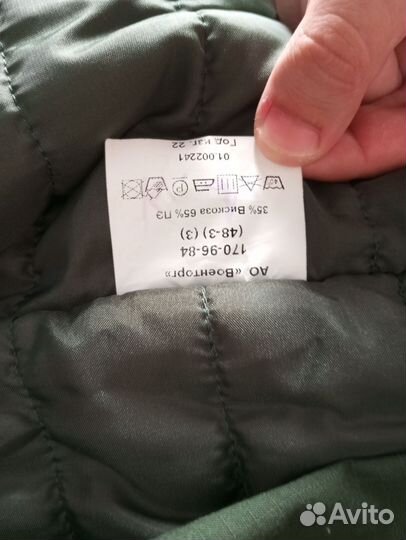 АО «Военторг»
170-96-84
(48-3) (3)
35% Вискоза 65% ПЭ
01.002241
Год изг. 22
Avito